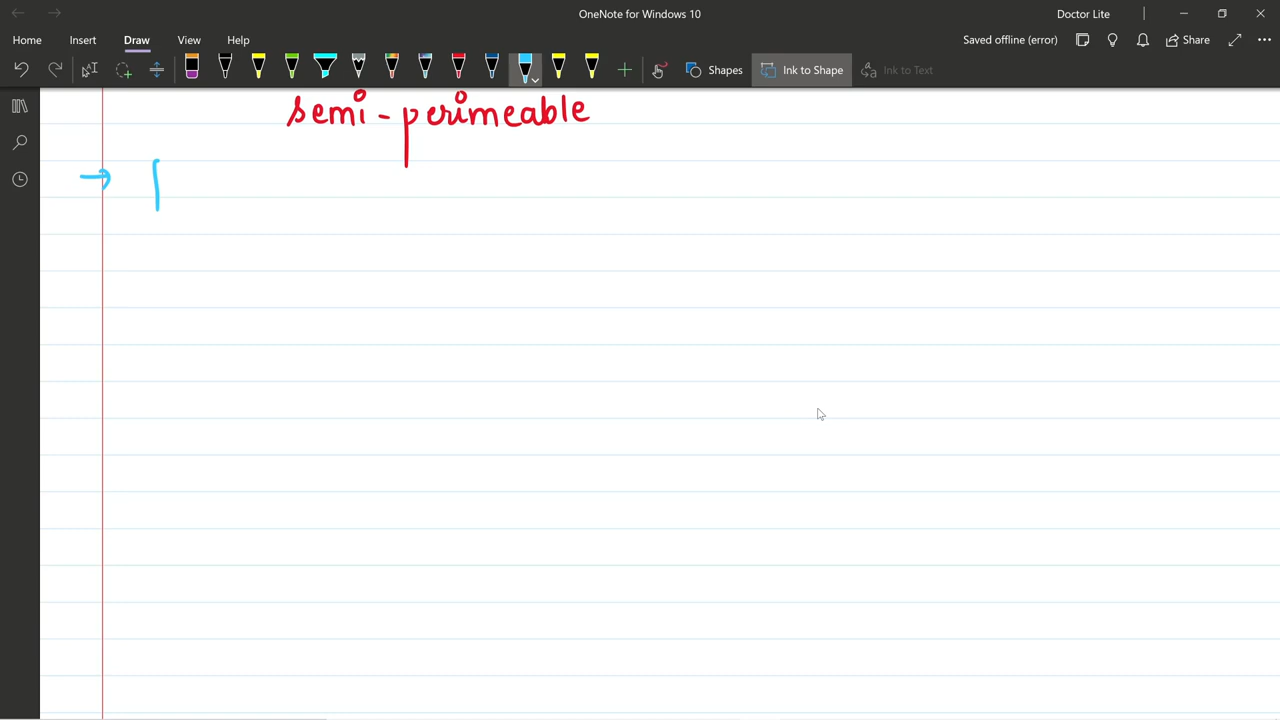 OneNote for Windows 10
Doctor Lite
Home Insert Draw View Help
Saved offline (error)
Share
Shapes
Ink to Shape
Ink to Text
semi - perimeable
→